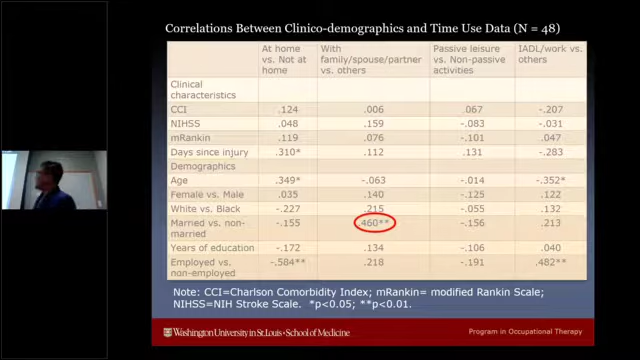 Correlations Between Clinico-demographics and Time Use Data (N = 48)
At home vs. Not at home | With family/spouse/partner vs. others | Passive leisure vs. Non-passive activities | IADL/work vs. others
Clinical characteristics
CCI .124 .006 .067 -.207
NIHSS .048 .159 -.083 -.031
mRankin .119 .076 -.101 .047
Days since injury .310* .112 .131 -.283
Demographics
Age .349* -.063 -.014 -.352*
Female vs. Male .035 .140 -.125 .122
White vs. Black -.227 .215 -.055 .132
Married vs. non-married -.155 .460** -.156 .213
Years of education -.172 .134 -.106 .040
Employed vs. non-employed -.584** .218 -.191 .482**
Note: CCI=Charlson Comorbidity Index; mRankin= modified Rankin Scale;
NIHSS=NIH Stroke Scale. *p<0.05; **p<0.01.
Washington University in St. Louis • School of Medicine
Program in Occupational Therapy